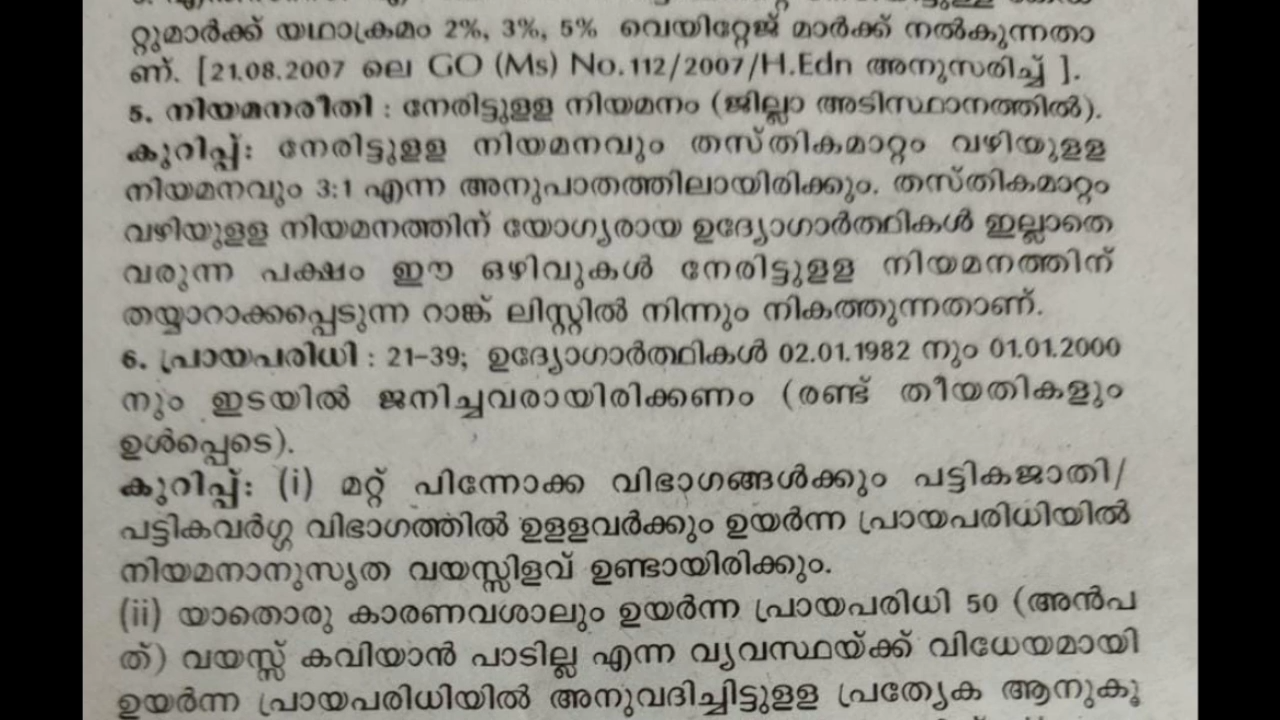 റ്റുമാർക്ക് യഥാക്രമം 2%, 3%, 5% വെയിറ്റേജ് മാർക്ക് നൽകുന്നതാ
ണ്. [21.08.2007 ലെ GO (Ms) No.112/2007/H.Edn അനുസരിച്ച് ].
5. നിയമനരീതി : നേരിട്ടുള്ള നിയമനം (ജില്ലാ അടിസ്ഥാനത്തിൽ).
കുറിപ്പ്: നേരിട്ടുള്ള നിയമനവും തസ്തികമാറ്റം വഴിയുള്ള
നിയമനവും 3:1 എന്ന അനുപാതത്തിലായിരിക്കും. തസ്തികമാറ്റം
വഴിയുള്ള നിയമനത്തിന് യോഗ്യരായ ഉദ്യോഗാർത്ഥികൾ ഇല്ലാതെ
വരുന്ന പക്ഷം ഈ ഒഴിവുകൾ നേരിട്ടുള്ള നിയമനത്തിന്
തയ്യാറാക്കപ്പെടുന്ന റാങ്ക് ലിസ്റ്റിൽ നിന്നും നികത്തുന്നതാണ്.
6. പ്രായപരിധി : 21-39; ഉദ്യോഗാർത്ഥികൾ 02.01.1982 നും 01.01.2000
നും ഇടയിൽ ജനിച്ചവരായിരിക്കണം (രണ്ട് തീയതികളും
ഉൾപ്പെടെ).
കുറിപ്പ്: (i) മറ്റ് പിന്നോക്ക വിഭാഗങ്ങൾക്കും പട്ടികജാതി/
പട്ടികവർഗ്ഗ വിഭാഗത്തിൽ ഉള്ളവർക്കും ഉയർന്ന പ്രായപരിധിയിൽ
നിയമനാനുസൃത വയസ്സിളവ് ഉണ്ടായിരിക്കും.
(ii) യാതൊരു കാരണവശാലും ഉയർന്ന പ്രായപരിധി 50 (അൻപ
ത്) വയസ്സ് കവിയാൻ പാടില്ല എന്ന വ്യവസ്ഥയ്ക്ക് വിധേയമായി
ഉയർന്ന പ്രായപരിധിയിൽ അനുവദിച്ചിട്ടുള്ള പ്രത്യേക ആനുകൂ